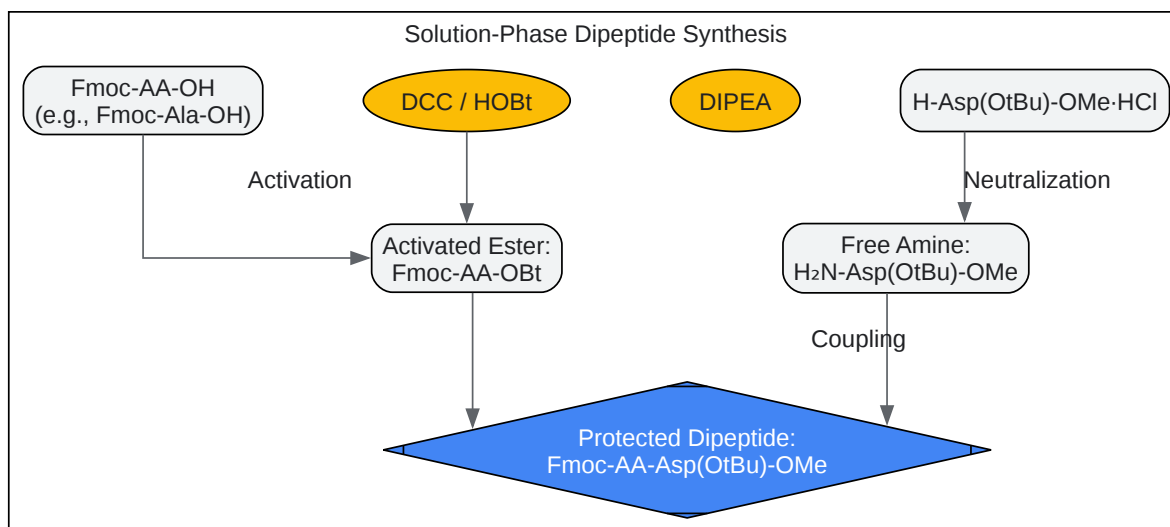 Solution-Phase Dipeptide Synthesis
Fmoc-AA-OH
(e.g., Fmoc-Ala-OH)
DCC / HOBt
DIPEA
H-Asp(OtBu)-OMe·HCl
Activation
Neutralization
Activated Ester:
Fmoc-AA-OBt
Free Amine:
H₂N-Asp(OtBu)-OMe
Coupling
Protected Dipeptide:
Fmoc-AA-Asp(OtBu)-OMe